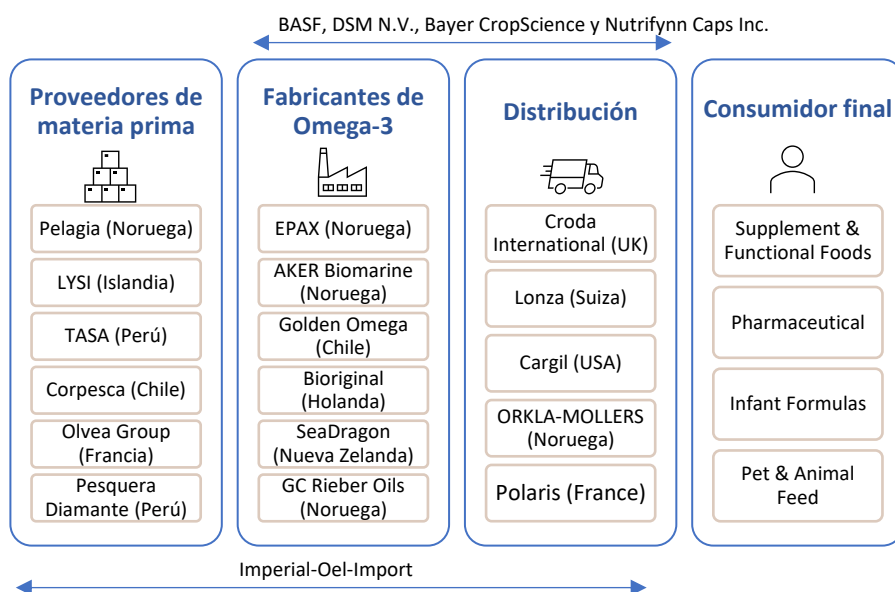 BASF, DSM N.V., Bayer CropScience y Nutrifynn Caps Inc.
Proveedores de
materia prima
Pelagia (Noruega)
LYSI (Islandia)
TASA (Perú)
Corpesca (Chile)
Olvea Group
(Francia)
Pesquera
Diamante (Perú)
Fabricantes de
Omega-3
EPAX (Noruega)
AKER Biomarine
(Noruega)
Golden Omega
(Chile)
Bioriginal
(Holanda)
SeaDragon
(Nueva Zelanda)
GC Rieber Oils
(Noruega)
Distribución
Croda
International (UK)
Lonza (Suiza)
Cargil (USA)
ORKLA-MOLLERS
(Noruega)
Polaris (France)
Consumidor final
Supplement &
Functional Foods
Pharmaceutical
Infant Formulas
Pet & Animal
Feed
Imperial-Oel-Import